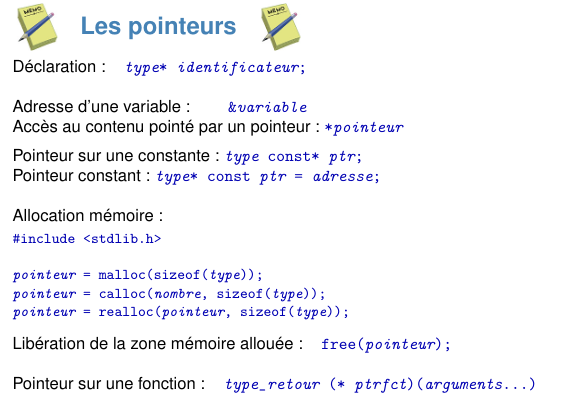 Les pointeurs
Déclaration : type* identificateur;
Adresse d'une variable : &variable
Accès au contenu pointé par un pointeur : *pointeur
Pointeur sur une constante : type const* ptr;
Pointeur constant : type* const ptr = adresse;
Allocation mémoire :
#include <stdlib.h>
pointeur = malloc(sizeof(type));
pointeur = calloc(nombre, sizeof(type));
pointeur = realloc(pointeur, sizeof(type));
Libération de la zone mémoire allouée : free(pointeur);
Pointeur sur une fonction : type_retour (* ptrfct)(arguments...)